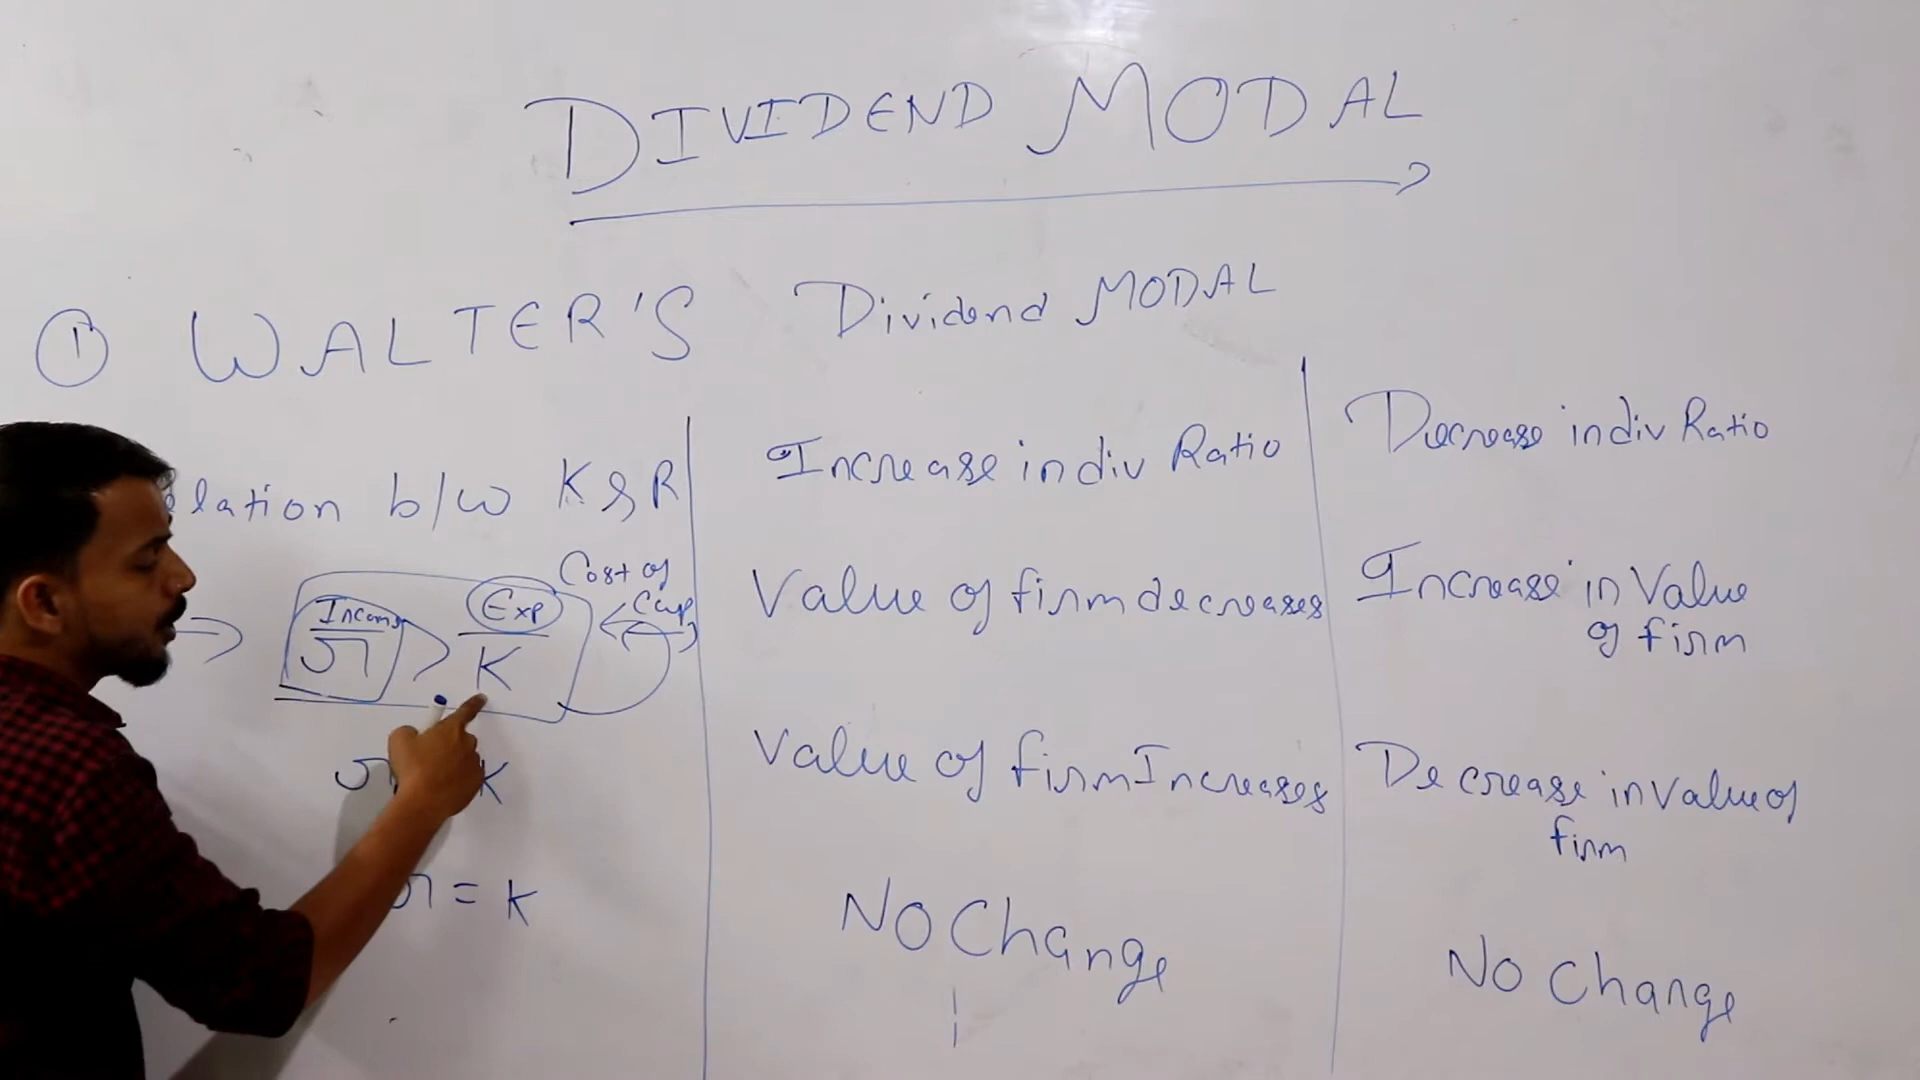 DIVIDEND MODAL
① WALTER'S Dividend MODAL
elation b/w K & R
Increase in div Ratio
Decrease in div Ratio
Cost of
Cap
Income
Exp
r > K
Value of firm decreases
Increase in Value
of firm
r K
Value of firm Increases
Decrease in Value of
firm
r = K
No Change
No Change